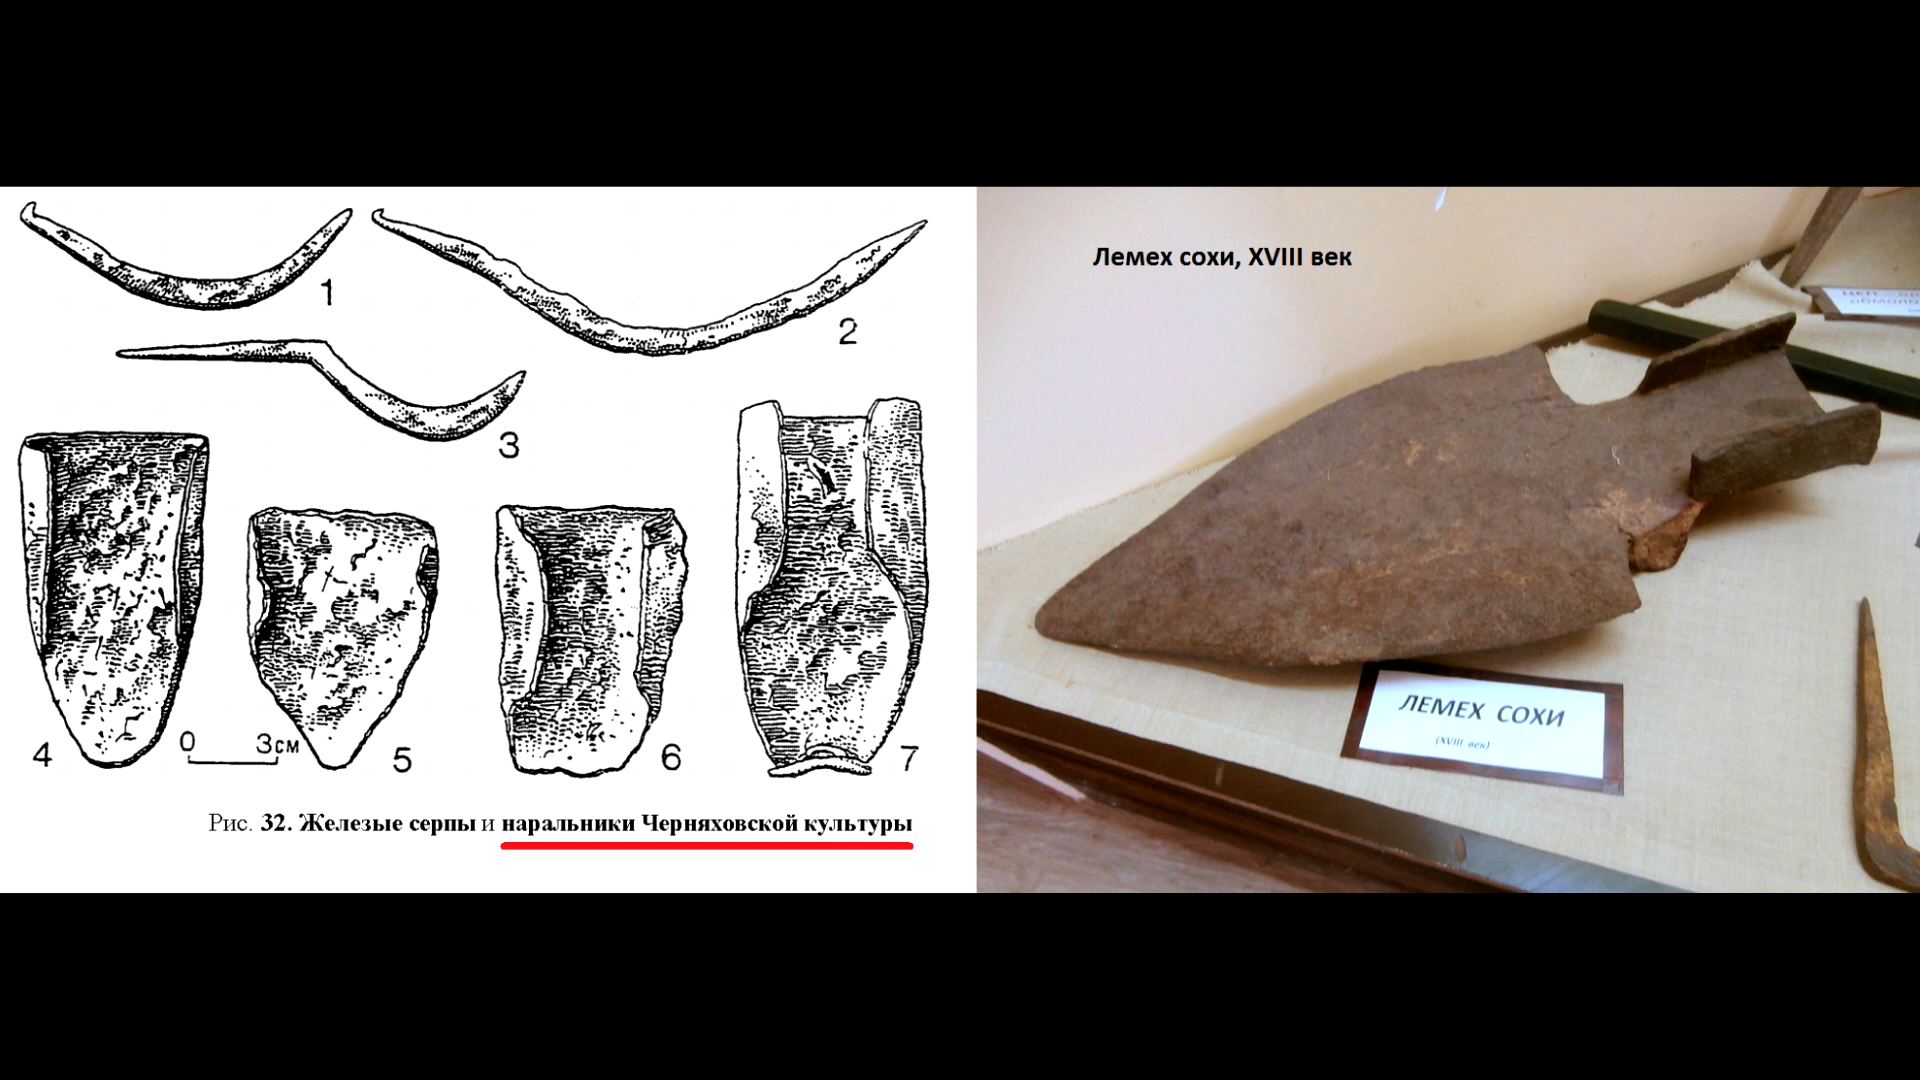 1
2
3
4
0 3см
5
6
7
Рис. 32. Железые серпы и наральники Черняховской культуры
Лемех сохи, XVIII век
ЦЕП
ЛЕМЕХ СОХИ
(XVIII век)